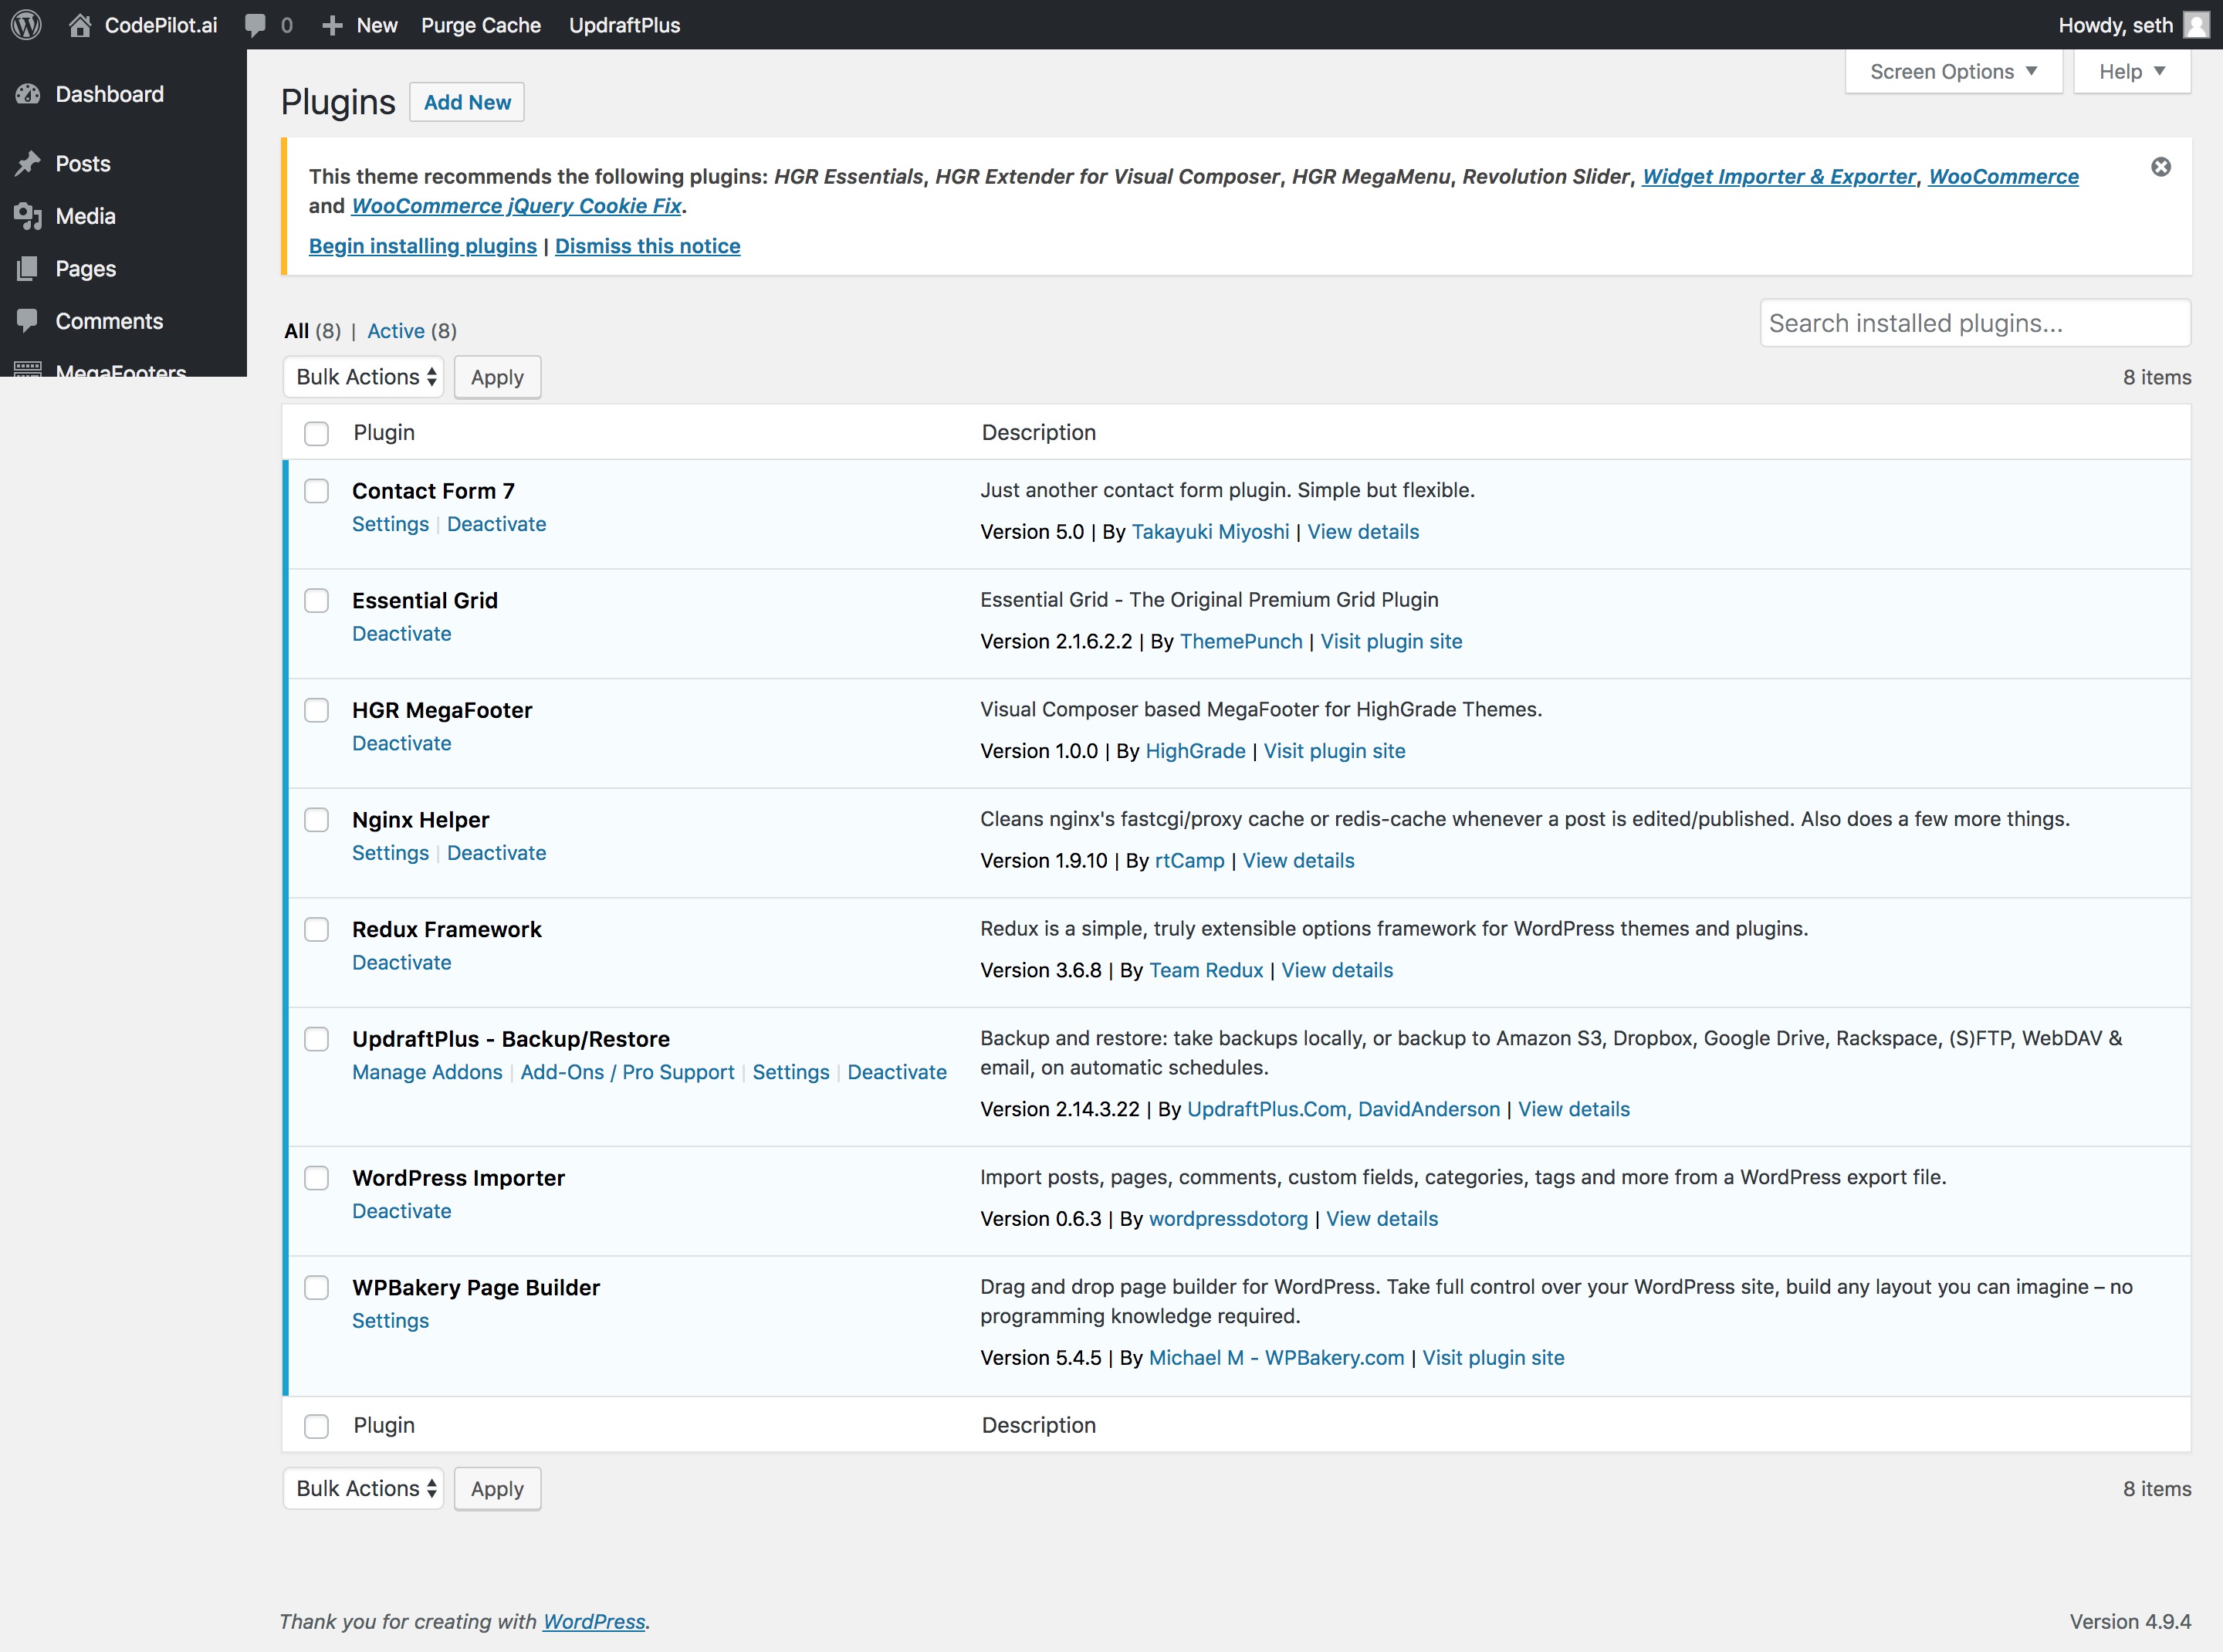 CodePilot.ai 0 New Purge Cache UpdraftPlus Howdy, seth
Dashboard
Posts
Media
Pages
Comments
MegaFooters
Screen Options Help
Plugins Add New
This theme recommends the following plugins: HGR Essentials, HGR Extender for Visual Composer, HGR MegaMenu, Revolution Slider, Widget Importer & Exporter, WooCommerce
and WooCommerce jQuery Cookie Fix.
Begin installing plugins | Dismiss this notice
All (8) | Active (8)
Search installed plugins...
Bulk Actions Apply 8 items
Plugin Description
Contact Form 7
Settings | Deactivate
Just another contact form plugin. Simple but flexible.
Version 5.0 | By Takayuki Miyoshi | View details
Essential Grid
Deactivate
Essential Grid - The Original Premium Grid Plugin
Version 2.1.6.2.2 | By ThemePunch | Visit plugin site
HGR MegaFooter
Deactivate
Visual Composer based MegaFooter for HighGrade Themes.
Version 1.0.0 | By HighGrade | Visit plugin site
Nginx Helper
Settings | Deactivate
Cleans nginx's fastcgi/proxy cache or redis-cache whenever a post is edited/published. Also does a few more things.
Version 1.9.10 | By rtCamp | View details
Redux Framework
Deactivate
Redux is a simple, truly extensible options framework for WordPress themes and plugins.
Version 3.6.8 | By Team Redux | View details
UpdraftPlus - Backup/Restore
Manage Addons | Add-Ons / Pro Support | Settings | Deactivate
Backup and restore: take backups locally, or backup to Amazon S3, Dropbox, Google Drive, Rackspace, (S)FTP, WebDAV &
email, on automatic schedules.
Version 2.14.3.22 | By UpdraftPlus.Com, DavidAnderson | View details
WordPress Importer
Deactivate
Import posts, pages, comments, custom fields, categories, tags and more from a WordPress export file.
Version 0.6.3 | By wordpressdotorg | View details
WPBakery Page Builder
Settings
Drag and drop page builder for WordPress. Take full control over your WordPress site, build any layout you can imagine – no
programming knowledge required.
Version 5.4.5 | By Michael M - WPBakery.com | Visit plugin site
Plugin Description
Bulk Actions Apply 8 items
Thank you for creating with WordPress. Version 4.9.4